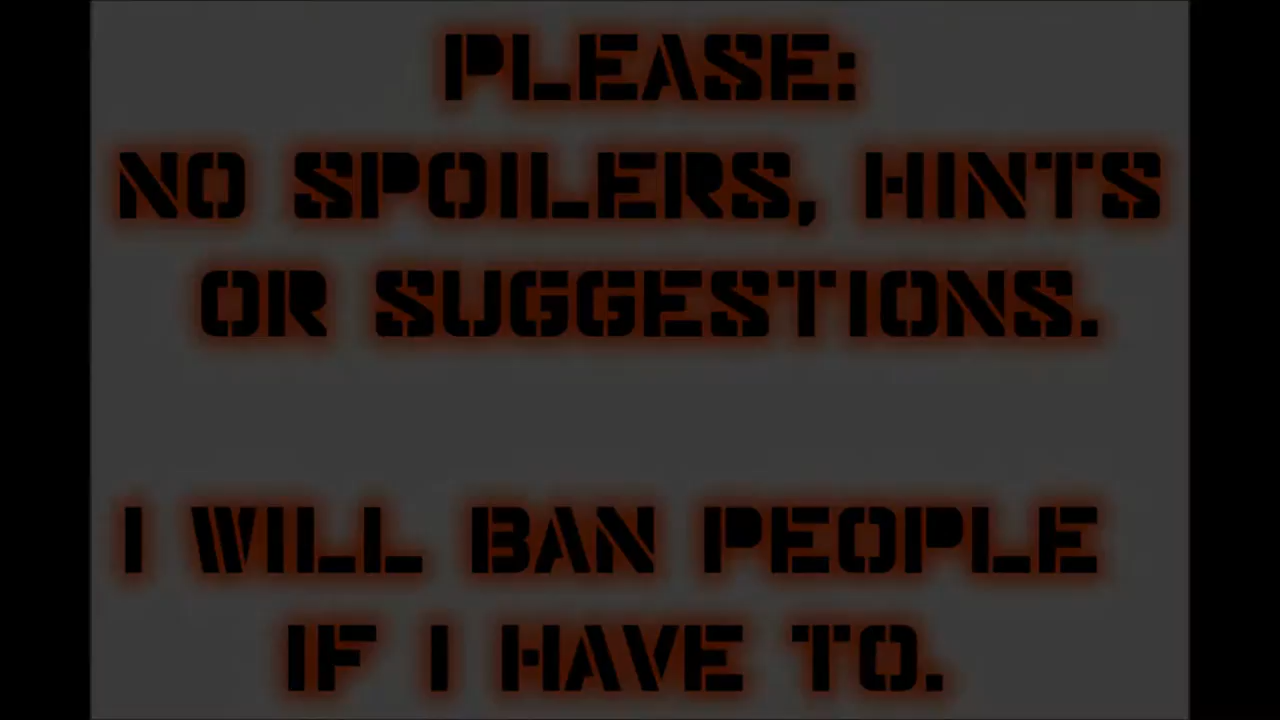 PLEASE:
NO SPOILERS, HINTS
OR SUGGESTIONS.
I WILL BAN PEOPLE
IF I HAVE TO.